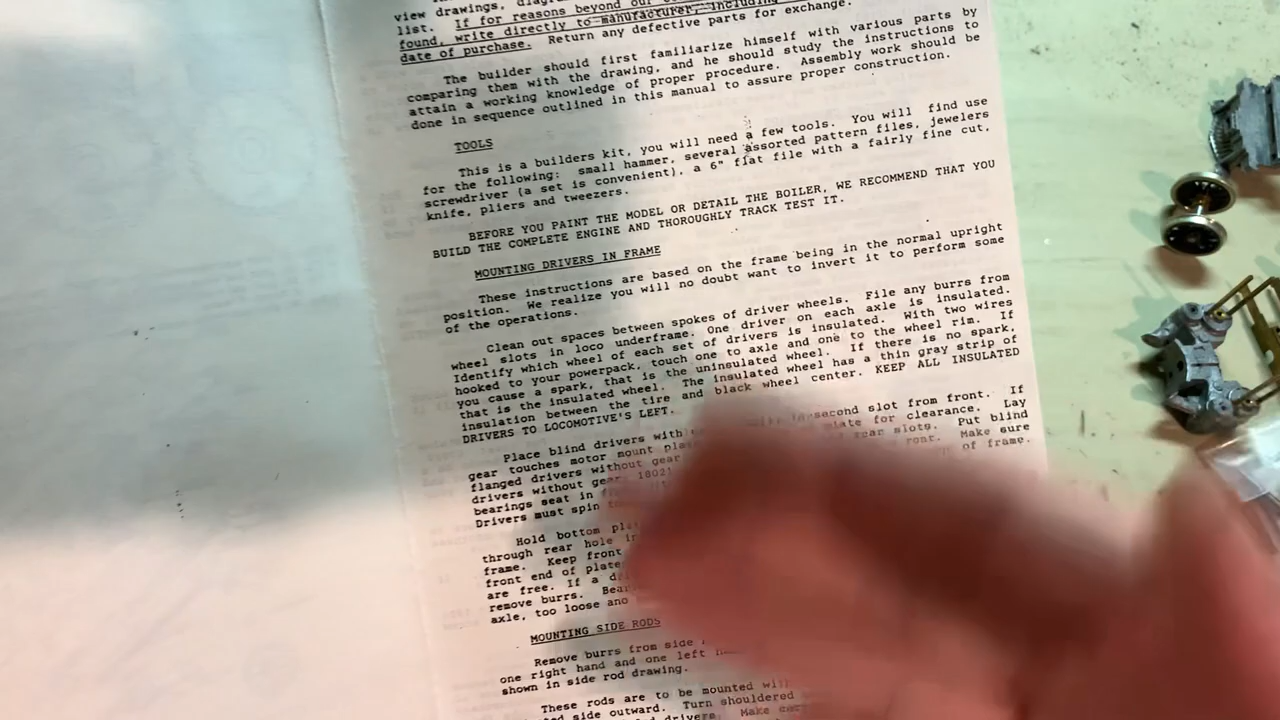 view drawings,
list. If for reasons beyond our
found, write directly to manufacturer, including
date of purchase. Return any defective parts for exchange.
The builder should first familiarize himself with various parts by
comparing them with the drawing, and he should study the instructions to
attain a working knowledge of proper procedure. Assembly work should be
done in sequence outlined in this manual to assure proper construction.
TOOLS
This is a builders kit, you will need a few tools. You will find use
for the following: small hammer, several assorted pattern files, jewelers
screwdriver (a set is convenient), a 6" flat file with a fairly fine cut,
knife, pliers and tweezers.
BEFORE YOU PAINT THE MODEL OR DETAIL THE BOILER, WE RECOMMEND THAT YOU
BUILD THE COMPLETE ENGINE AND THOROUGHLY TRACK TEST IT.
MOUNTING DRIVERS IN FRAME
These instructions are based on the frame being in the normal upright
position. We realize you will no doubt want to invert it to perform some
of the operations.
Clean out spaces between spokes of driver wheels. File any burrs from
wheel slots in loco underframe. One driver on each axle is insulated.
Identify which wheel of each set of drivers is insulated. With two wires
hooked to your powerpack, touch one to axle and one to the wheel rim. If
you cause a spark, that is the uninsulated wheel. If there is no spark,
that is the insulated wheel. The insulated wheel has a thin gray strip of
insulation between the tire and black wheel center. KEEP ALL INSULATED
DRIVERS TO LOCOMOTIVE'S LEFT.
Place blind drivers with second slot from front. If
gear touches motor mount for clearance. Lay
flanged drivers without gear rear slots. Put blind
drivers without gear front. Make sure
bearings seat in of frame.
Drivers must spin
Hold bottom
through rear hole
frame. Keep front
front end of plate
are free. If a
remove burrs.
axle, too loose and
MOUNTING SIDE RODS
Remove burrs from side
one right hand and one left
shown in side rod drawing.
These rods are to be mounted
side outward. Turn shouldered
drivers. Make